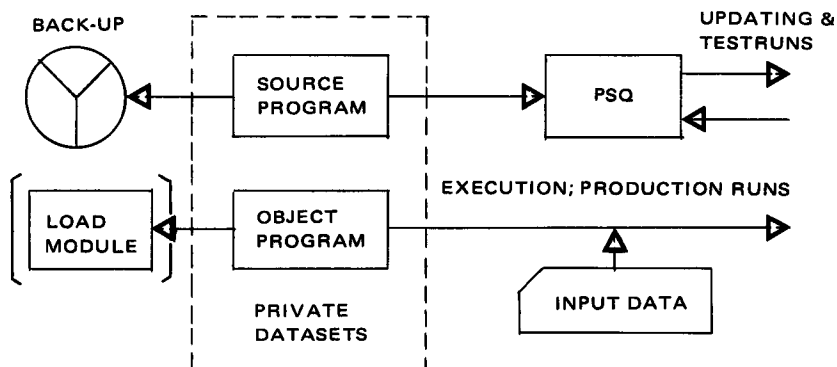 BACK-UP
UPDATING &
TESTRUNS
SOURCE
PROGRAM
PSQ
EXECUTION; PRODUCTION RUNS
LOAD
MODULE
OBJECT
PROGRAM
INPUT DATA
PRIVATE
DATASETS